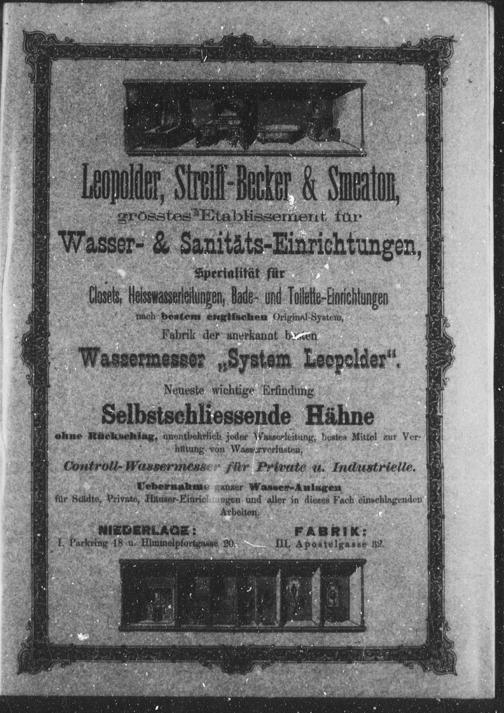 Leopolder, Streiff-Becker & Smeaton,
grösstes Etablissement für
Wasser- & Sanitäts-Einrichtungen,
Specialität für
Closets, Heisswasserleitungen, Bade- und Toilette-Einrichtungen
nach bestem englischen Original-System,
Fabrik der anerkannt besten
Wassermesser „System Leopolder“.
Neueste wichtige Erfindung
Selbstschliessende Hähne
ohne Rückschlag, unentbehrlich jeder Wasserleitung, bestes Mittel zur Ver-
hütung von Wasserverlusten,
Controll-Wassermesser für Private u. Industrielle.
Uebernahme ganzer Wasser-Anlagen
für Städte, Private, Häuser-Einrichtungen und aller in dieses Fach einschlagenden
Arbeiten.
NIEDERLAGE:
I. Parkring 18 u. Himmelpfortgasse 20.
FABRIK:
III. Apostelgasse 32.